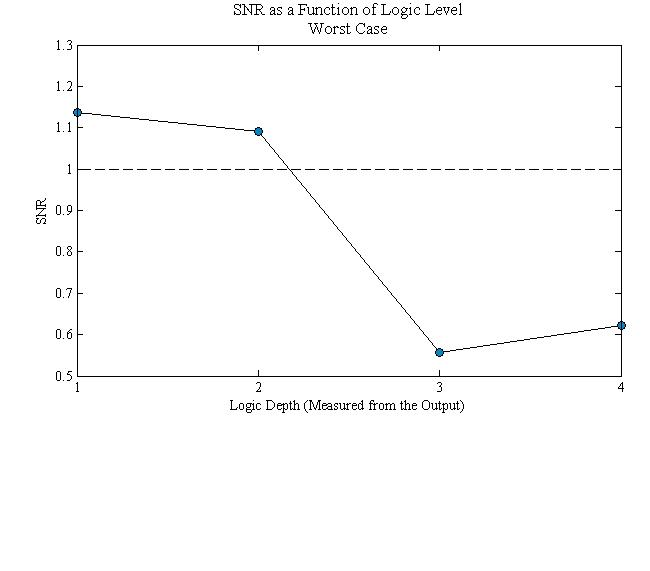 SNR as a Function of Logic Level
Worst Case
1.3
1.2
1.1
1
0.9
0.8
0.7
0.6
0.5
SNR
1 2 3 4
Logic Depth (Measured from the Output)